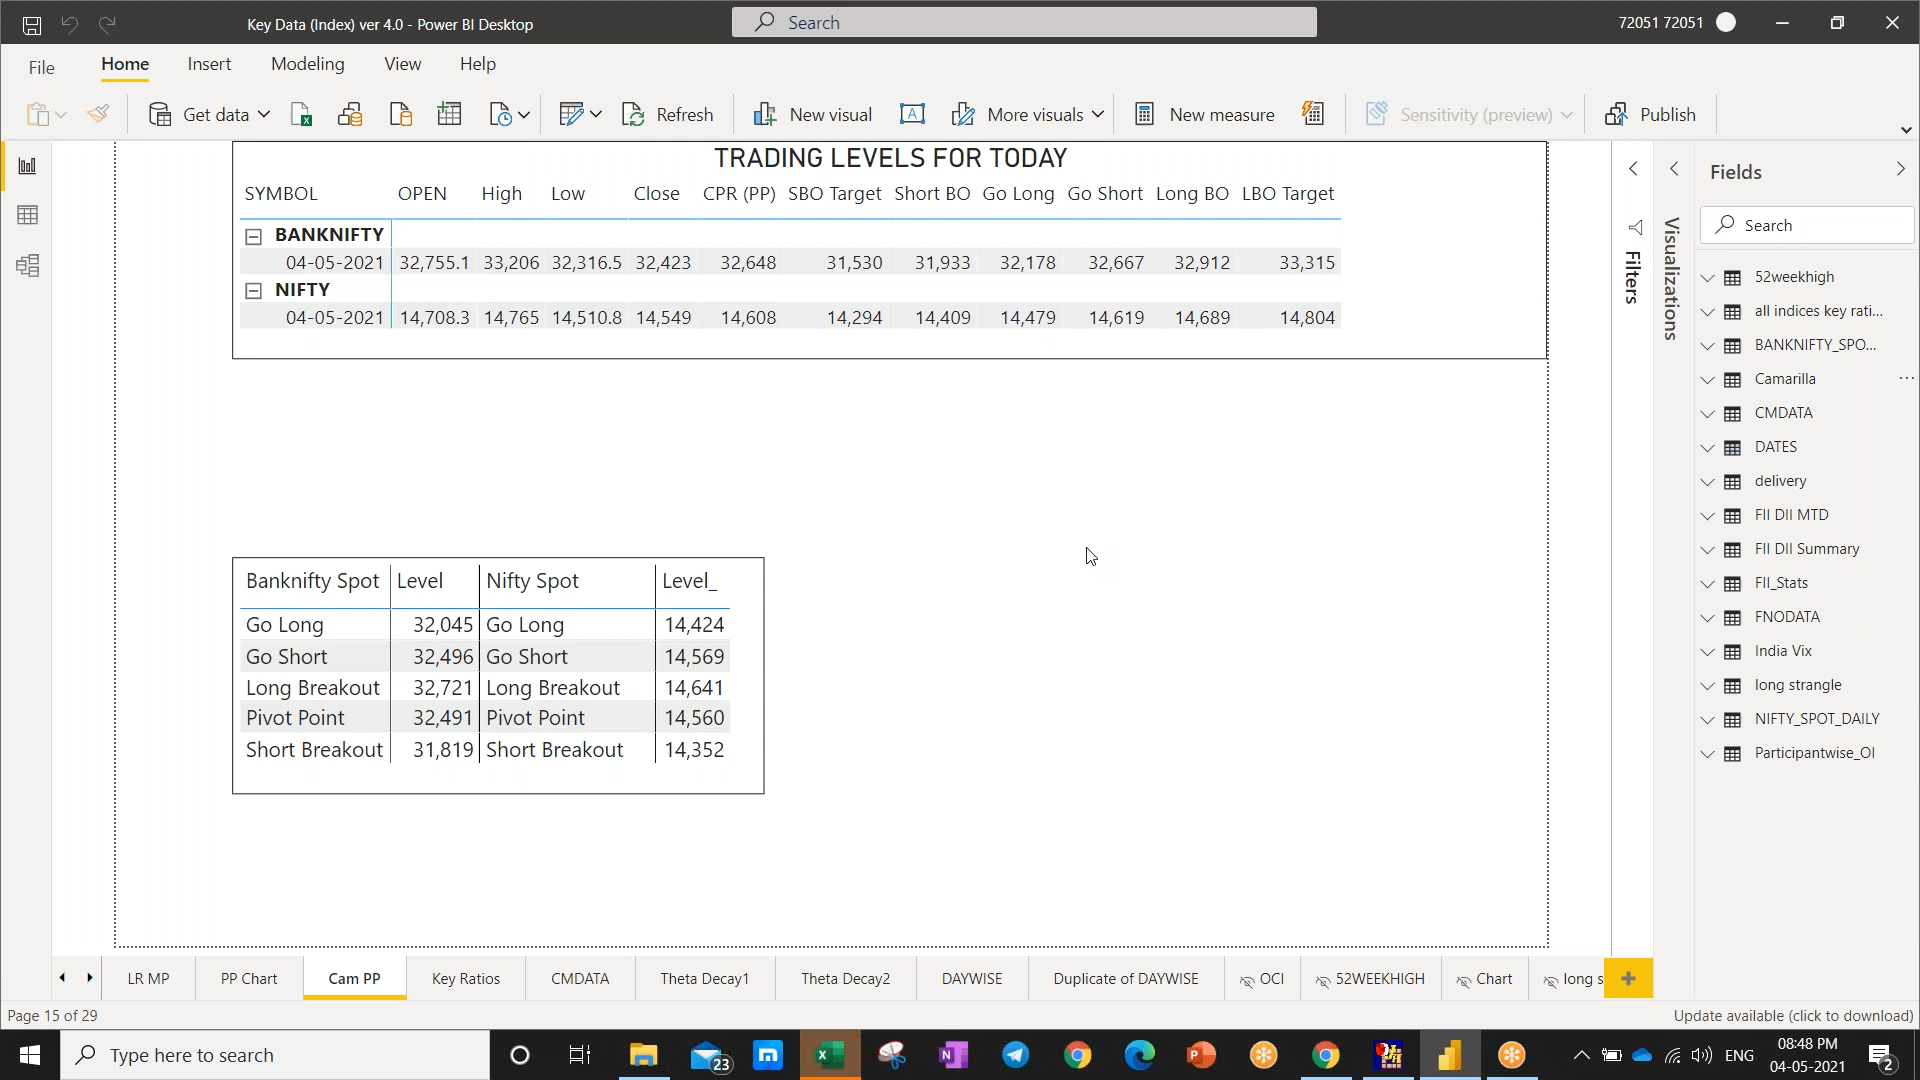 Key Data (Index) ver 4.0 - Power BI Desktop
Search
72051 72051
File
Home
Insert
Modeling
View
Help
Get data
Refresh
New visual
More visuals
New measure
Sensitivity (preview)
Publish
TRADING LEVELS FOR TODAY
SYMBOL OPEN High Low Close CPR (PP) SBO Target Short BO Go Long Go Short Long BO LBO Target
BANKNIFTY
04-05-2021 32,755.1 33,206 32,316.5 32,423 32,648 31,530 31,933 32,178 32,667 32,912 33,315
NIFTY
04-05-2021 14,708.3 14,765 14,510.8 14,549 14,608 14,294 14,409 14,479 14,619 14,689 14,804
Banknifty Spot Level Nifty Spot Level_
Go Long 32,045 Go Long 14,424
Go Short 32,496 Go Short 14,569
Long Breakout 32,721 Long Breakout 14,641
Pivot Point 32,491 Pivot Point 14,560
Short Breakout 31,819 Short Breakout 14,352
Filters
Visualizations
Fields
Search
52weekhigh
all indices key rati...
BANKNIFTY_SPO...
Camarilla
CMDATA
DATES
delivery
FII DII MTD
FII DII Summary
FII_Stats
FNODATA
India Vix
long strangle
NIFTY_SPOT_DAILY
Participantwise_OI
LR MP
PP Chart
Cam PP
Key Ratios
CMDATA
Theta Decay1
Theta Decay2
DAYWISE
Duplicate of DAYWISE
OCI
52WEEKHIGH
Chart
long s
Page 15 of 29
Update available (click to download)
Type here to search
23
ENG
08:48 PM
04-05-2021
2